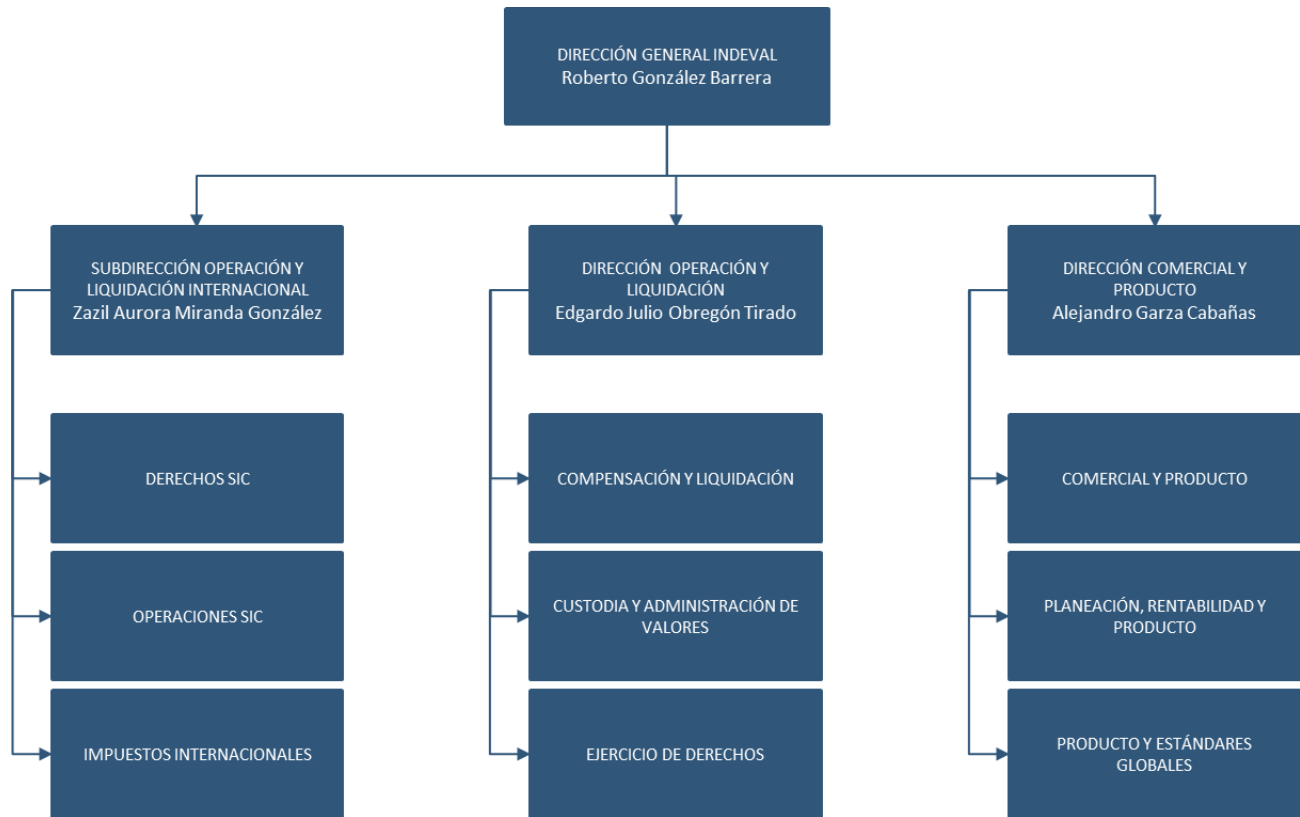 DIRECCIÓN GENERAL INDEVAL
Roberto González Barrera
SUBDIRECCIÓN OPERACIÓN Y
LIQUIDACIÓN INTERNACIONAL
Zazil Aurora Miranda González
DIRECCIÓN OPERACIÓN Y
LIQUIDACIÓN
Edgardo Julio Obregón Tirado
DIRECCIÓN COMERCIAL Y
PRODUCTO
Alejandro Garza Cabañas
DERECHOS SIC
COMPENSACIÓN Y LIQUIDACIÓN
COMERCIAL Y PRODUCTO
OPERACIONES SIC
CUSTODIA Y ADMINISTRACIÓN DE
VALORES
PLANEACIÓN, RENTABILIDAD Y
PRODUCTO
IMPUESTOS INTERNACIONALES
EJERCICIO DE DERECHOS
PRODUCTO Y ESTÁNDARES
GLOBALES